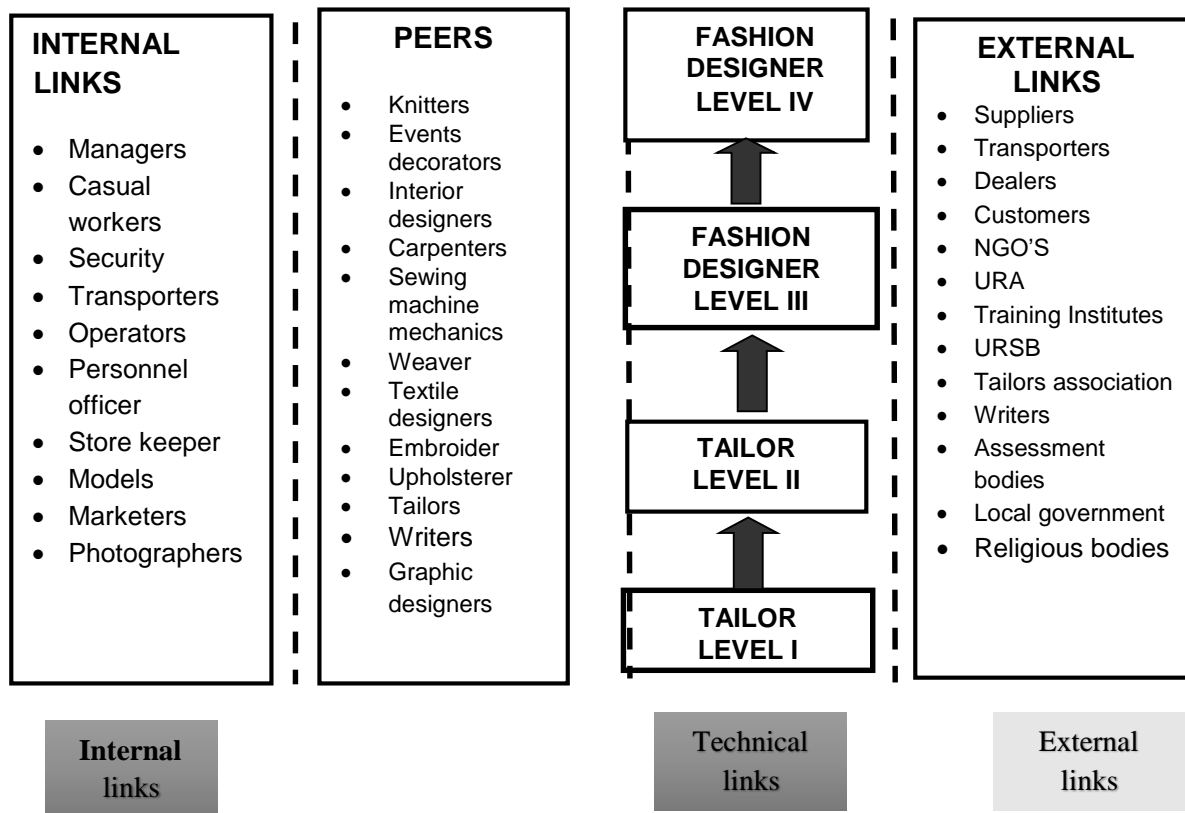 INTERNAL
LINKS
• Managers
• Casual
workers
• Security
• Transporters
• Operators
• Personnel
officer
• Store keeper
• Models
• Marketers
• Photographers
PEERS
• Knitters
• Events
decorators
• Interior
designers
• Carpenters
• Sewing
machine
mechanics
• Weaver
• Textile
designers
• Embroider
• Upholsterer
• Tailors
• Writers
• Graphic
designers
FASHION
DESIGNER
LEVEL IV
FASHION
DESIGNER
LEVEL III
TAILOR
LEVEL II
TAILOR
LEVEL I
EXTERNAL
LINKS
• Suppliers
• Transporters
• Dealers
• Customers
• NGO’S
• URA
• Training Institutes
• URSB
• Tailors association
• Writers
• Assessment
bodies
• Local government
• Religious bodies
Internal
links
Technical
links
External
links